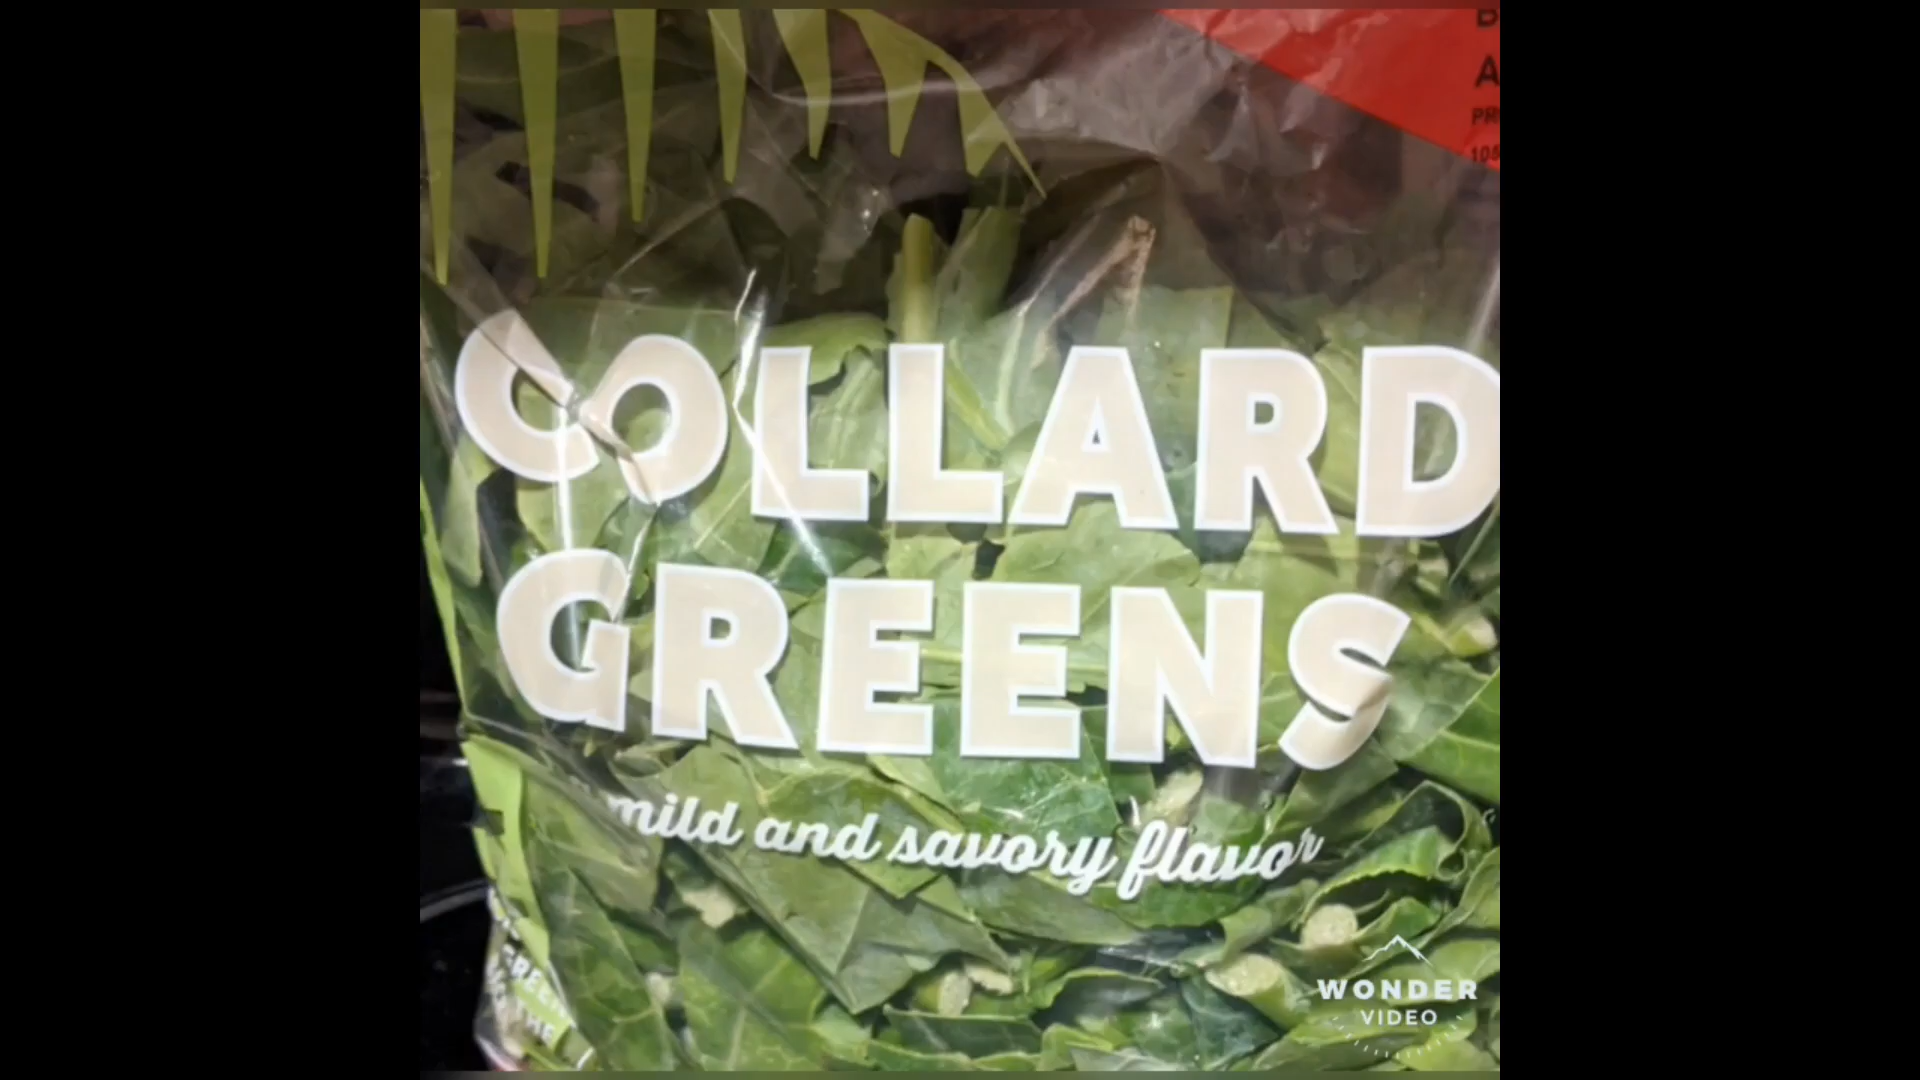 COLLARD
GREENS
mild and savory flavor
WONDER
VIDEO